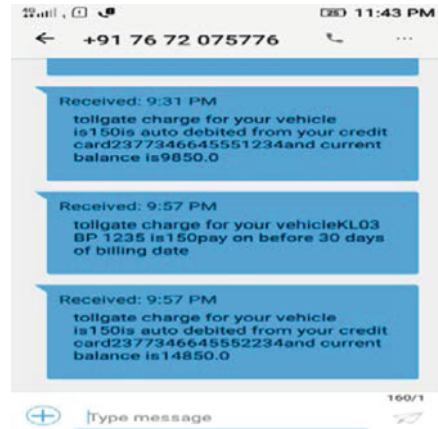 4G 11:43 PM
+91 76 72 075776
Received: 9:31 PM
tollgate charge for your vehicle
is150is auto debited from your credit
card2377346645551234and current
balance is9850.0
Received: 9:57 PM
tollgate charge for your vehicleKL03
BP 1235 is150pay on before 30 days
of billing date
Received: 9:57 PM
tollgate charge for your vehicle
is150is auto debited from your credit
card2377346645552234and current
balance is14850.0
160/1
Type message